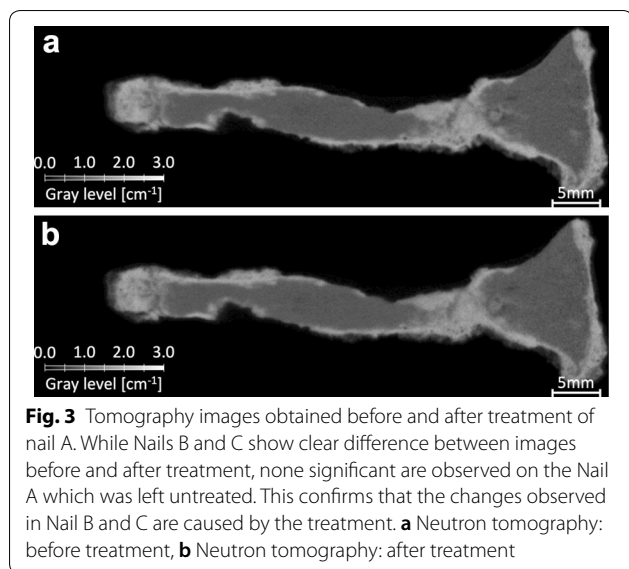 a
0.0 1.0 2.0 3.0
Gray level [cm-1]
5mm
b
0.0 1.0 2.0 3.0
Gray level [cm-1]
5mm
Fig. 3 Tomography images obtained before and after treatment of
nail A. While Nails B and C show clear difference between images
before and after treatment, none significant are observed on the Nail
A which was left untreated. This confirms that the changes observed
in Nail B and C are caused by the treatment. a Neutron tomography:
before treatment, b Neutron tomography: after treatment